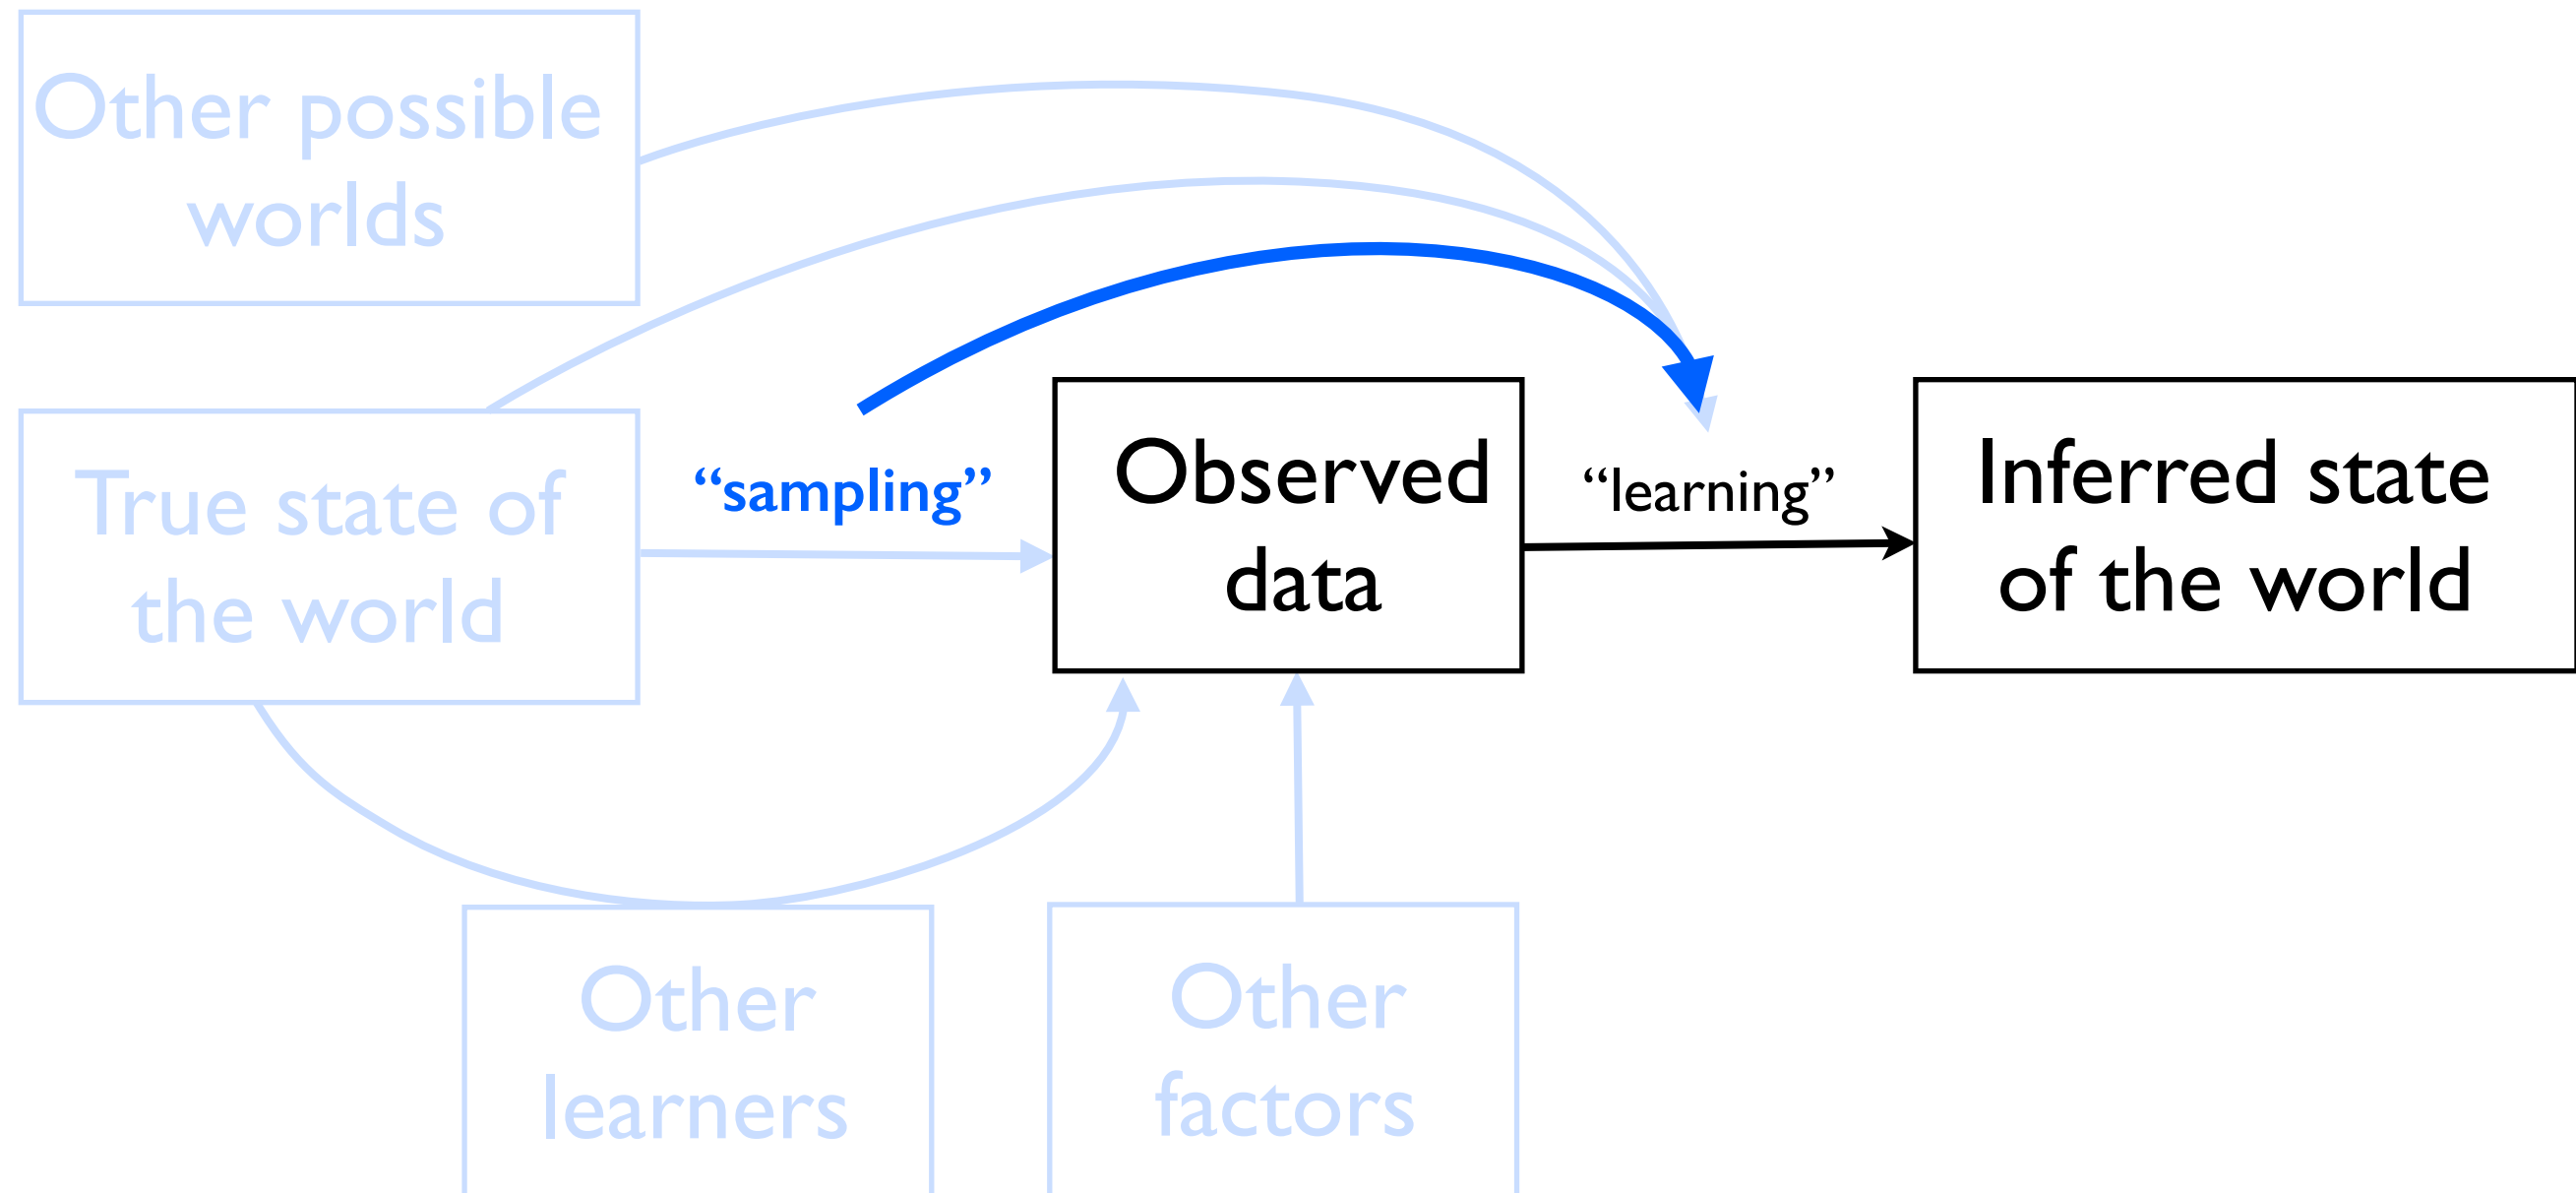 Other possible
worlds
True state of
the world
“sampling”
Observed
data
“learning”
Inferred state
of the world
Other
learners
Other
factors